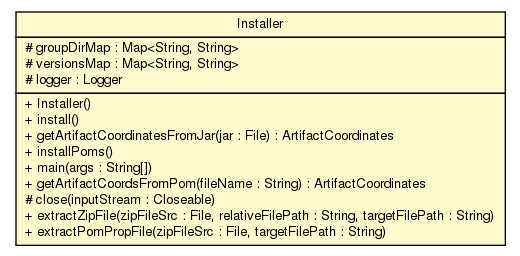 Installer
# groupDirMap : Map<String, String>
# versionsMap : Map<String, String>
# logger : Logger
+ Installer()
+ install()
+ getArtifactCoordinatesFromJar(jar : File) : ArtifactCoordinates
+ installPoms()
+ main(args : String[])
+ getArtifactCoordsFromPom(fileName : String) : ArtifactCoordinates
# close(inputStream : Closeable)
+ extractZipFile(zipFileSrc : File, relativeFilePath : String, targetFilePath : String)
+ extractPomPropFile(zipFileSrc : File, targetFilePath : String)